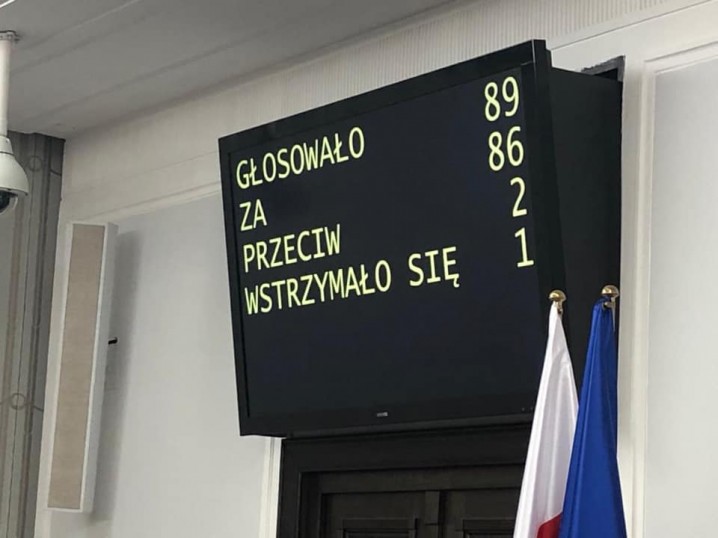 GŁOSOWAŁO 89
ZA 86
PRZECIW 2
WSTRZYMAŁO SIĘ 1